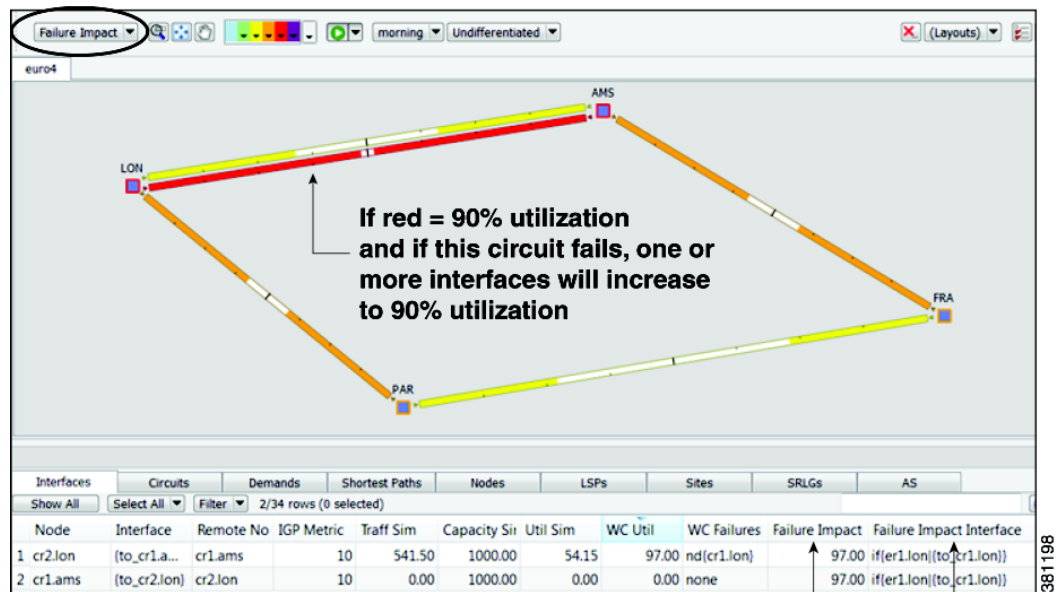 Failure Impact morning Undifferentiated (Layouts)
euro4
AMS
LON
If red = 90% utilization
and if this circuit fails, one or
more interfaces will increase
to 90% utilization
FRA
PAR
Interfaces Circuits Demands Shortest Paths Nodes LSPs Sites SRLGs AS
Show All Select All Filter 2/34 rows (0 selected)
Node Interface Remote No IGP Metric Traff Sim Capacity Sir Util Sim WC Util WC Failures Failure Impact Failure Impact Interface
1 cr2.lon {to_cr1.a... cr1.ams 10 541.50 1000.00 54.15 97.00 nd{cr1.lon} 97.00 if{er1.lon|{to_cr1.lon}}
2 cr1.ams {to_cr2.lon} cr2.lon 10 0.00 1000.00 0.00 0.00 none 97.00 if{er1.lon|{to_cr1.lon}}
381198